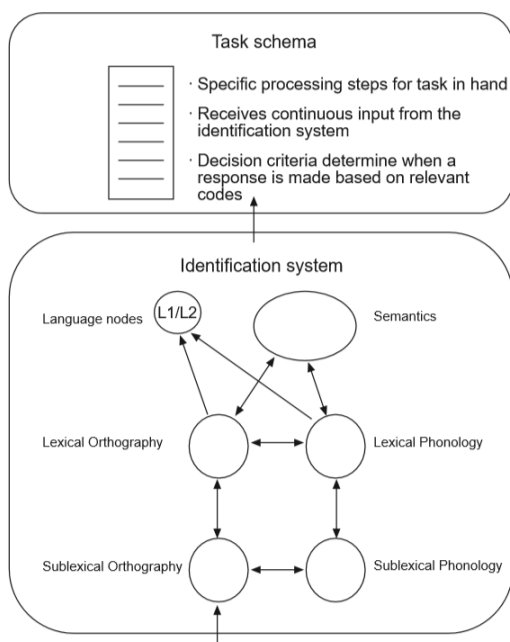 Task schema
· Specific processing steps for task in hand
· Receives continuous input from the
identification system
· Decision criteria determine when a
response is made based on relevant
codes
Identification system
Language nodes
L1/L2
Semantics
Lexical Orthography
Lexical Phonology
Sublexical Orthography
Sublexical Phonology